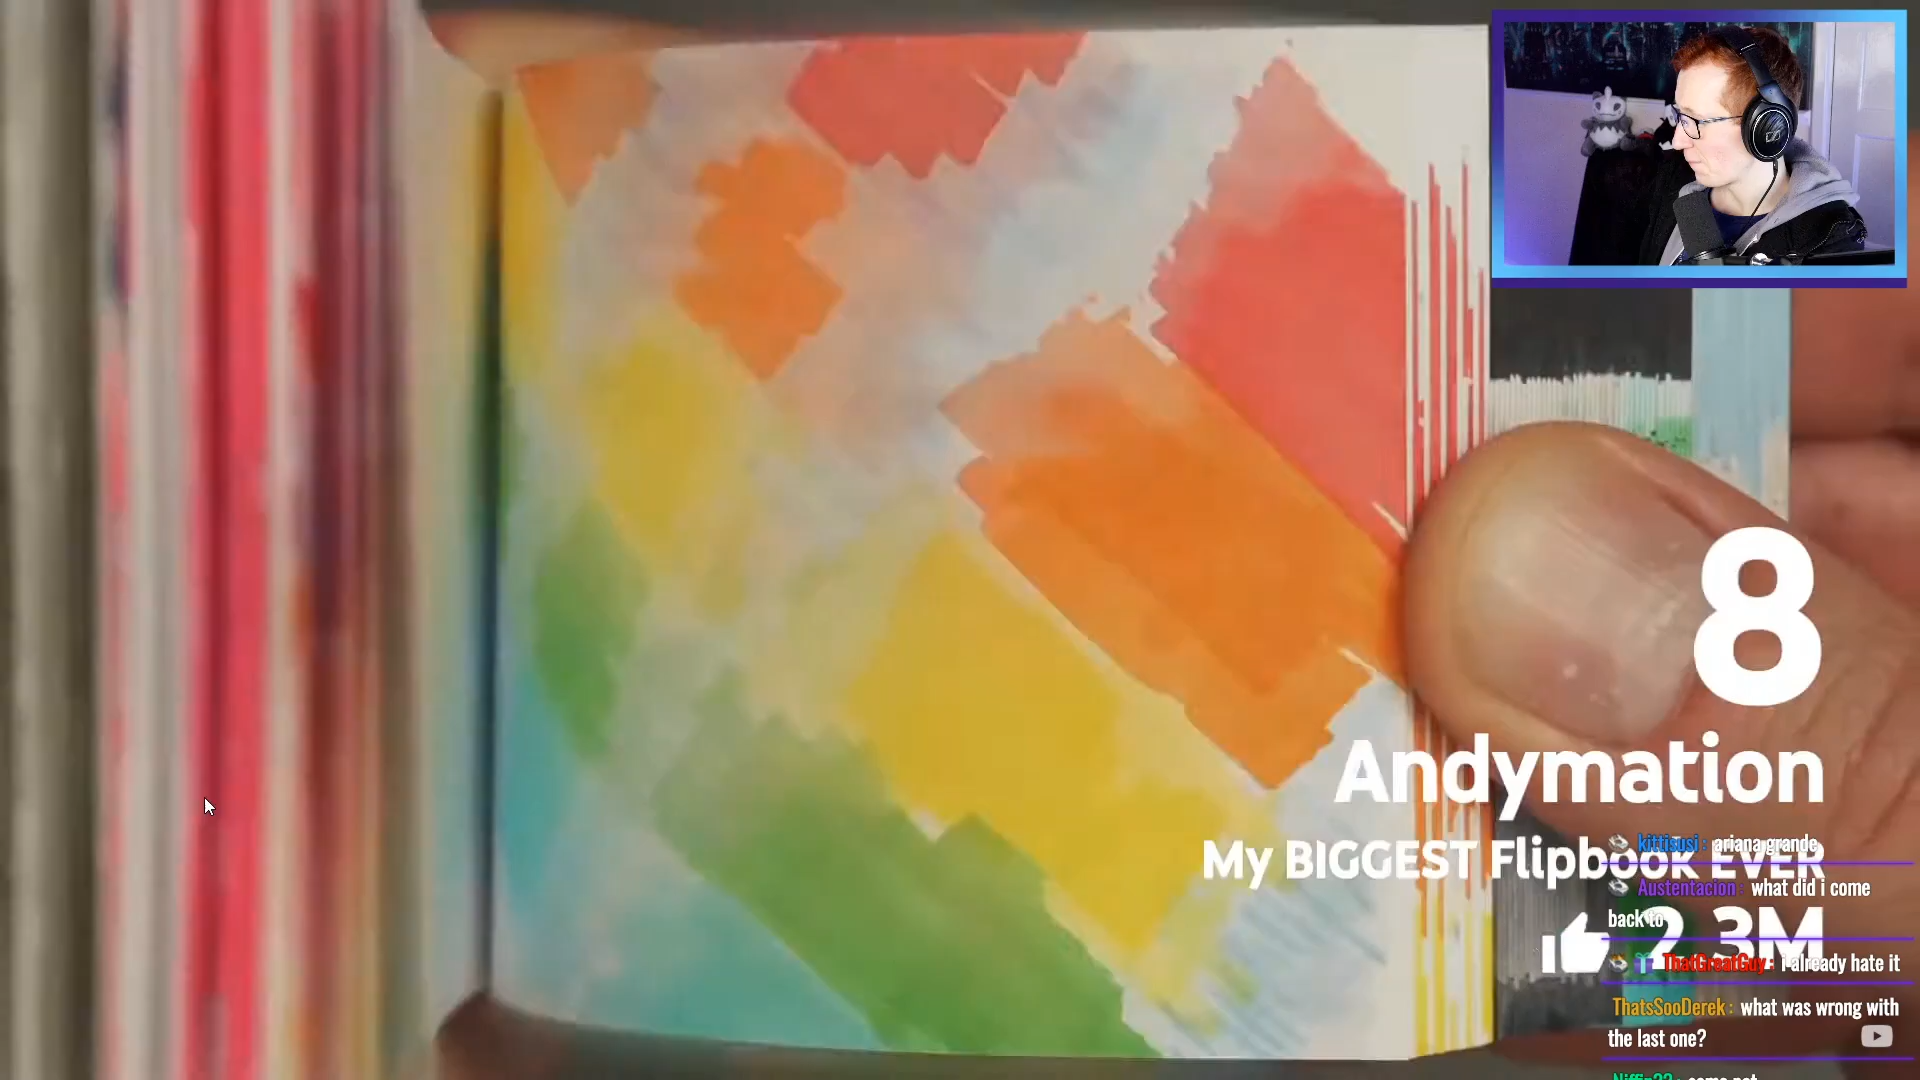 8
Andymation
My BIGGEST Flipbook EVER
2.3M
kittisusi: ariana grande
Austentacion: what did i come
back to
ThatGreatGuy: i already hate it
ThatsSooDerek: what was wrong with
the last one?